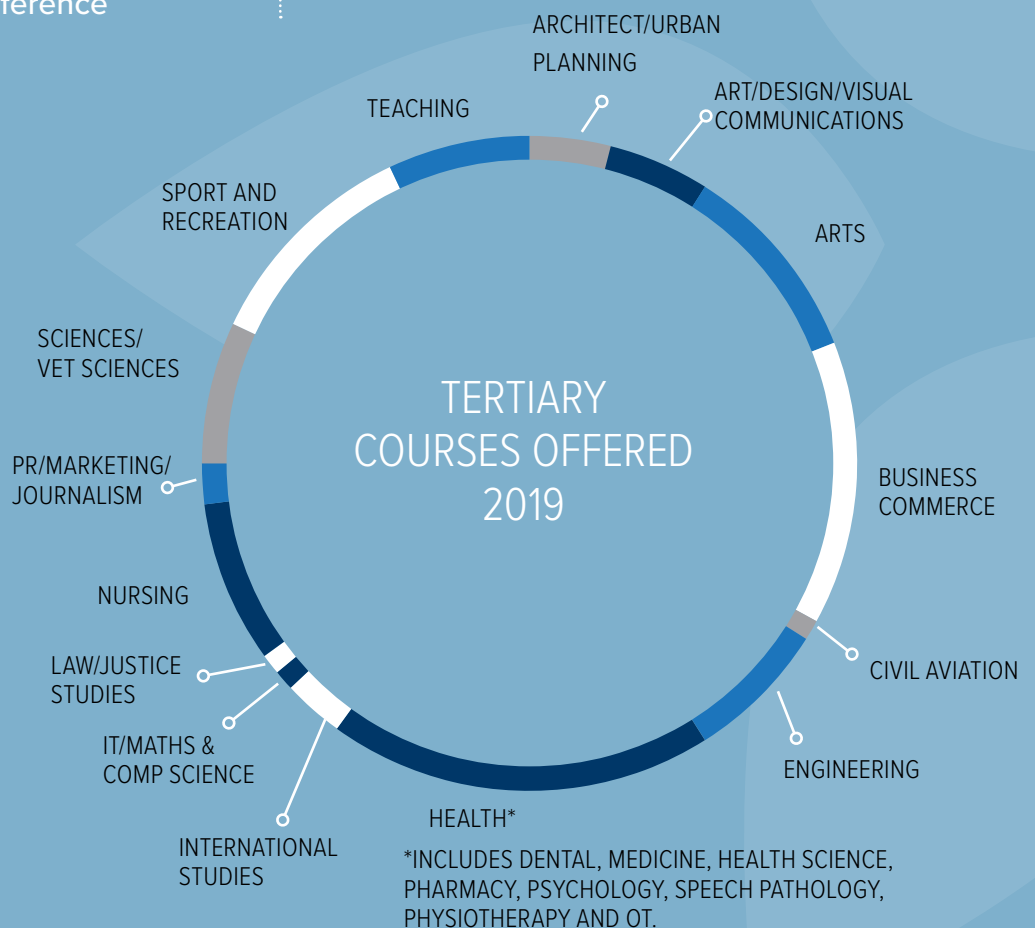 ARCHITECT/URBAN
PLANNING
ART/DESIGN/VISUAL
COMMUNICATIONS
ARTS
BUSINESS
COMMERCE
CIVIL AVIATION
ENGINEERING
HEALTH*
*INCLUDES DENTAL, MEDICINE, HEALTH SCIENCE,
PHARMACY, PSYCHOLOGY, SPEECH PATHOLOGY,
PHYSIOTHERAPY AND OT.
INTERNATIONAL
STUDIES
IT/MATHS &
COMP SCIENCE
LAW/JUSTICE
STUDIES
NURSING
PR/MARKETING/
JOURNALISM
SCIENCES/
VET SCIENCES
SPORT AND
RECREATION
TEACHING
TERTIARY
COURSES OFFERED
2019